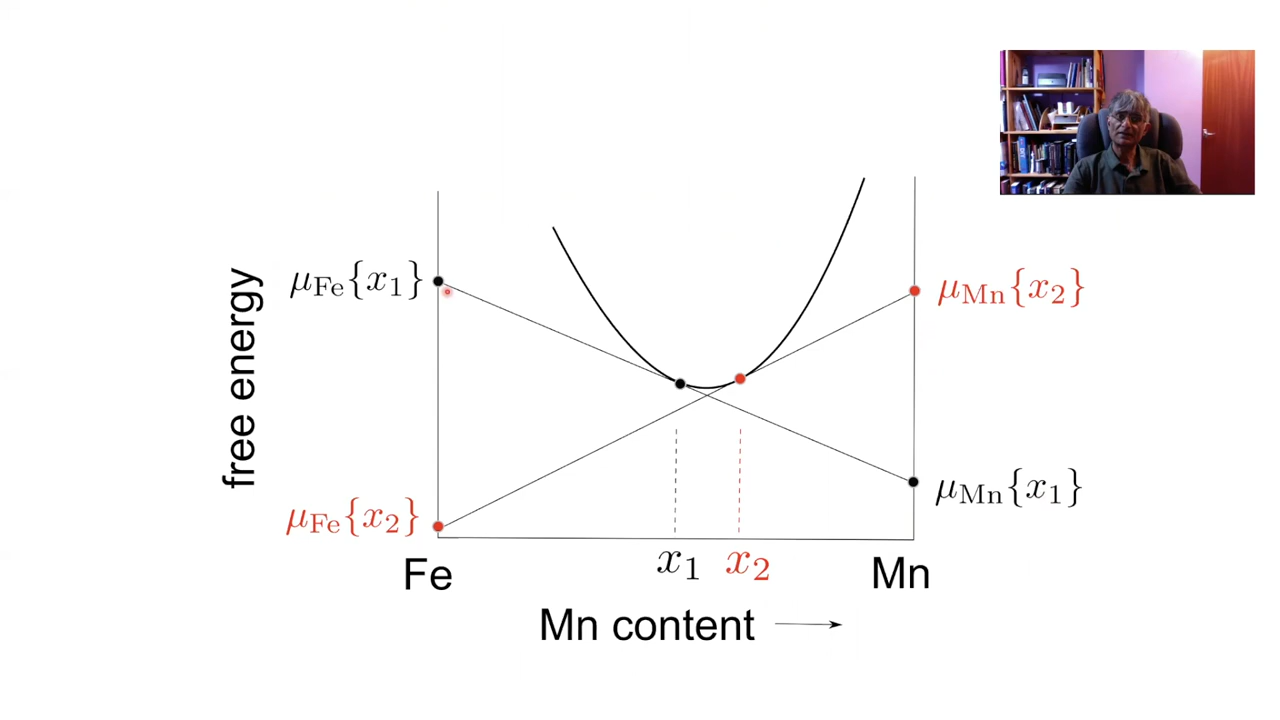 μFe{x1}
μMn{x2}
free energy
μMn{x1}
μFe{x2}
x1 x2
Fe
Mn
Mn content